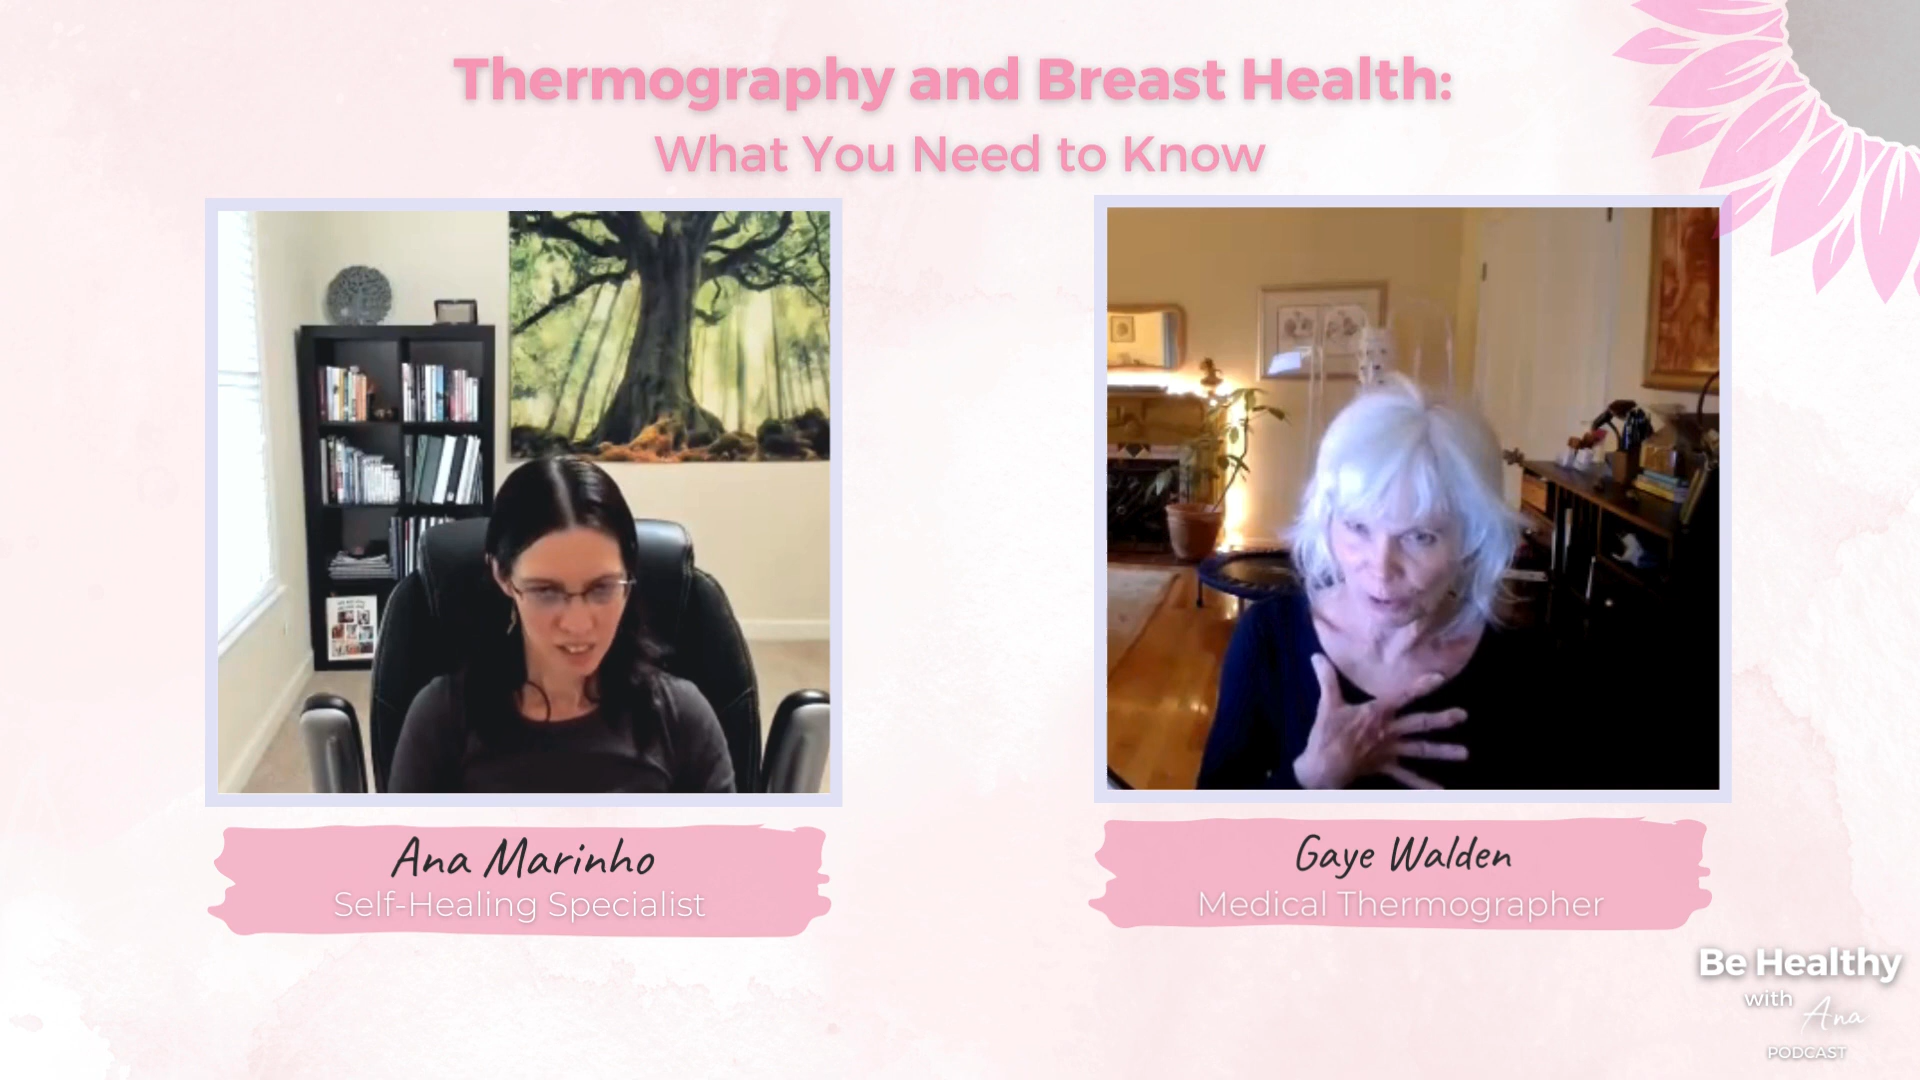 Thermography and Breast Health:
What You Need to Know
Ana Marinho
Self-Healing Specialist
Gaye Walden
Medical Thermographer
Be Healthy
with Ana
PODCAST